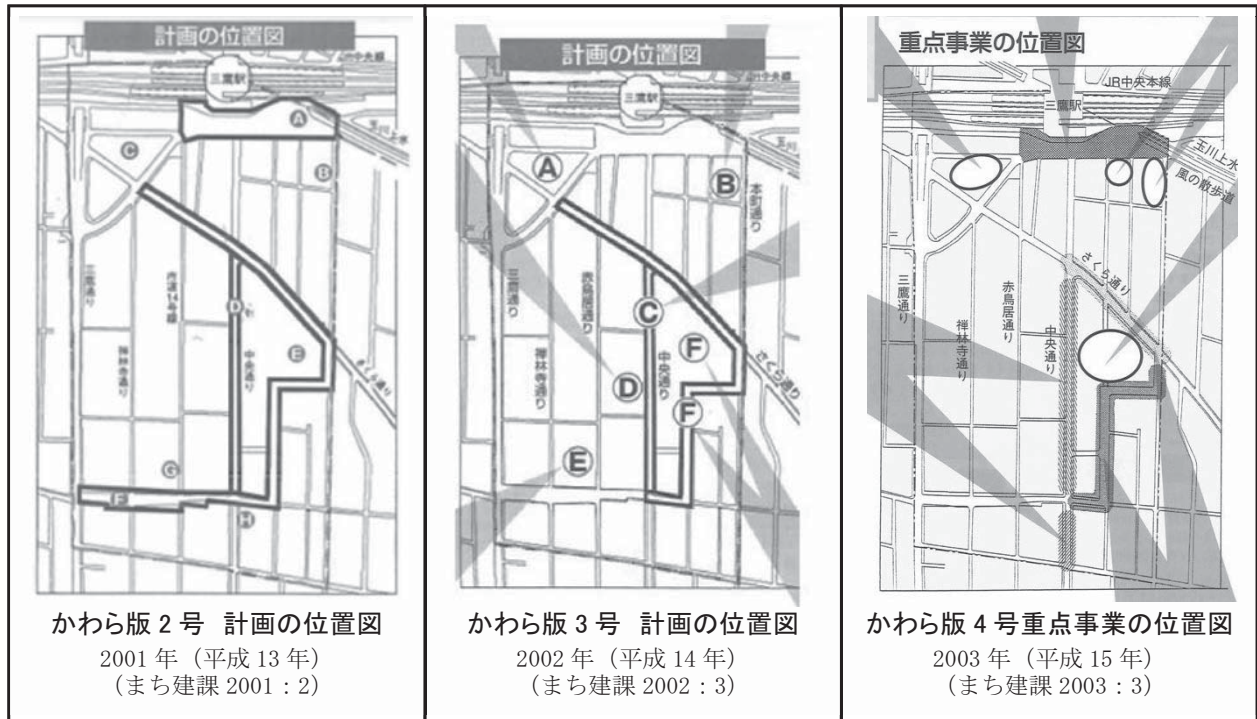 計画の位置図
JR中央線
三鷹駅
玉川上水
A
B
C
三鷹通り
禅林寺通り
D
中央通り
E
さくら通り
G
F
H
かわら版 2 号 計画の位置図
2001 年（平成 13 年）
（まち建課 2001：2）
計画の位置図
三鷹駅
A
B
本町通り
三鷹通り
赤鳥居通り
禅林寺通り
C
中央通り
D
F
さくら通り
F
E
かわら版 3 号 計画の位置図
2002 年（平成 14 年）
（まち建課 2002：3）
重点事業の位置図
JR中央本線
三鷹駅
玉川上水
風の散歩道
さくら通り
三鷹通り
赤鳥居通り
禅林寺通り
中央通り
かわら版 4 号重点事業の位置図
2003 年（平成 15 年）
（まち建課 2003：3）